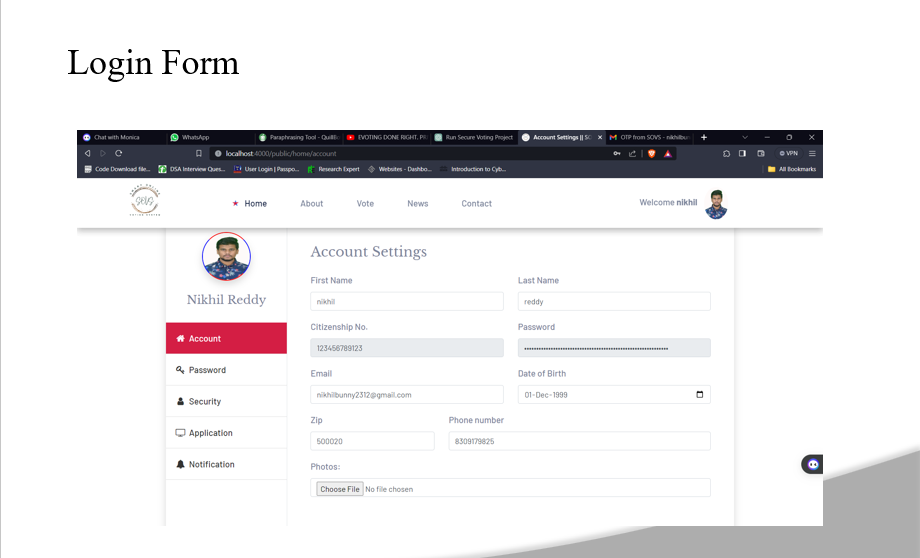 Login Form
Chat with Monica WhatsApp Paraphrasing Tool - QuillB EVOTING DONE RIGHT. PR Run Secure Voting Project Account Settings || SO OTP from SOVS - nikhilbu
localhost:4000/public/home/account VPN
Code Download file... DSA Interview Ques... User Login | Passpo... Research Expert Websites - Dashbo... Introduction to Cyb... All Bookmarks
Home About Vote News Contact Welcome nikhil
Nikhil Reddy
Account
Password
Security
Application
Notification
Account Settings
First Name Last Name
nikhil reddy
Citizenship No. Password
123456789123
Email Date of Birth
nikhilbunny2312@gmail.com 01-Dec-1999
Zip Phone number
500020 8309179825
Photos:
Choose File No file chosen